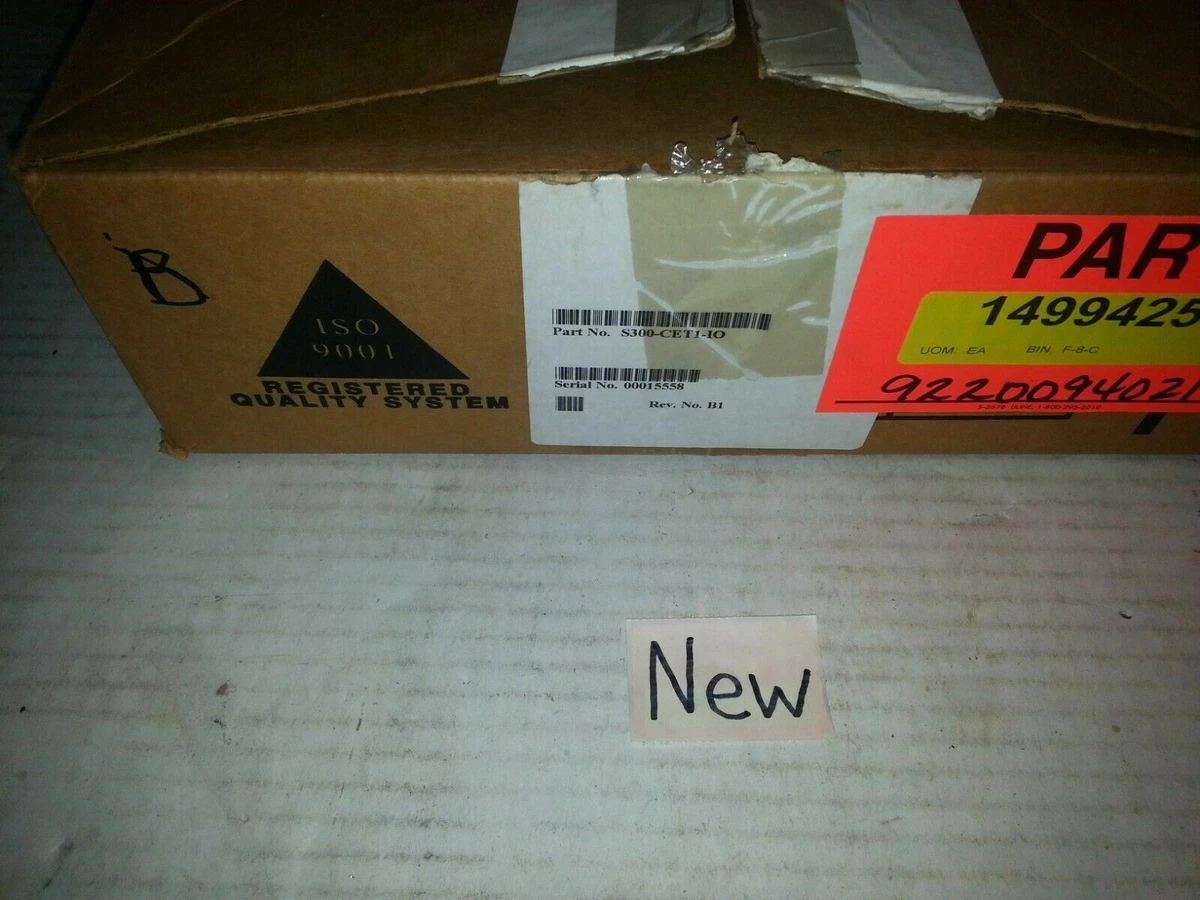 B
ISO
9001
REGISTERED
QUALITY SYSTEM
Part No. S300-CET1-IO
Serial No. 00015558
Rev. No. B1
PAR
1499425
UOM: EA BIN: F-8-C
922009402
New